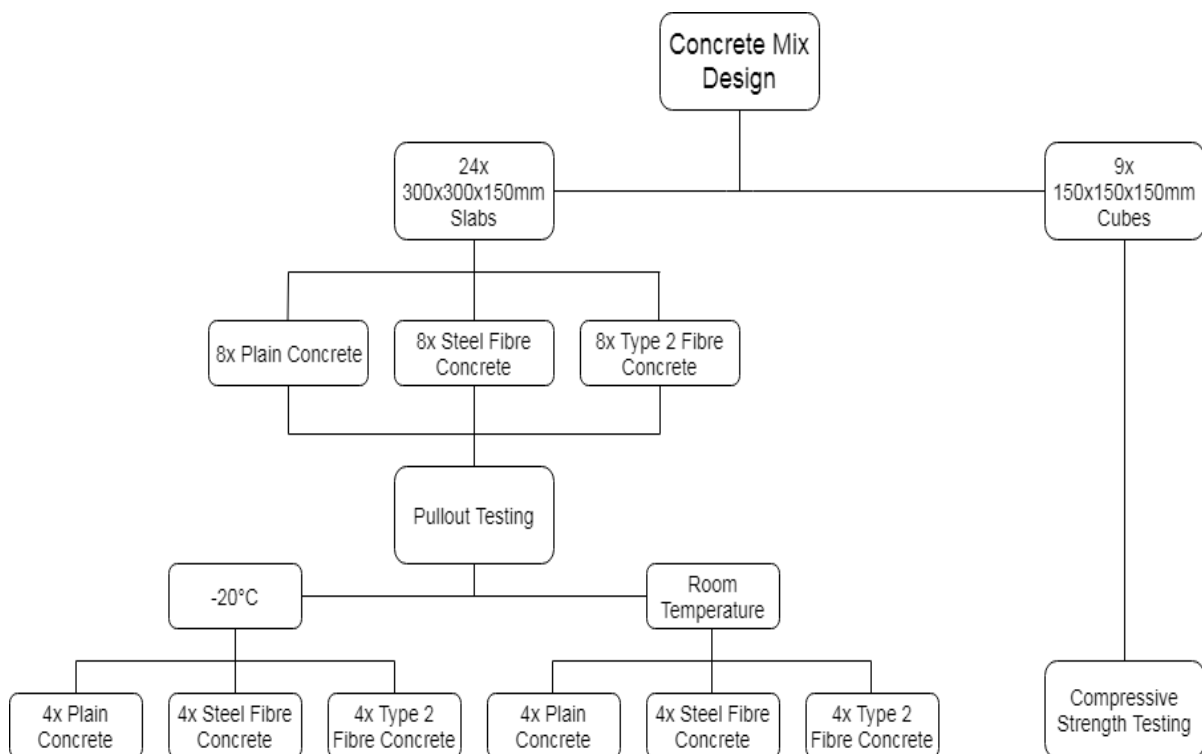 Concrete Mix
Design
24x
300x300x150mm
Slabs
9x
150x150x150mm
Cubes
8x Plain Concrete
8x Steel Fibre
Concrete
8x Type 2 Fibre
Concrete
Pullout Testing
-20°C
Room
Temperature
4x Plain
Concrete
4x Steel Fibre
Concrete
4x Type 2
Fibre Concrete
4x Plain
Concrete
4x Steel Fibre
Concrete
4x Type 2
Fibre Concrete
Compressive
Strength Testing